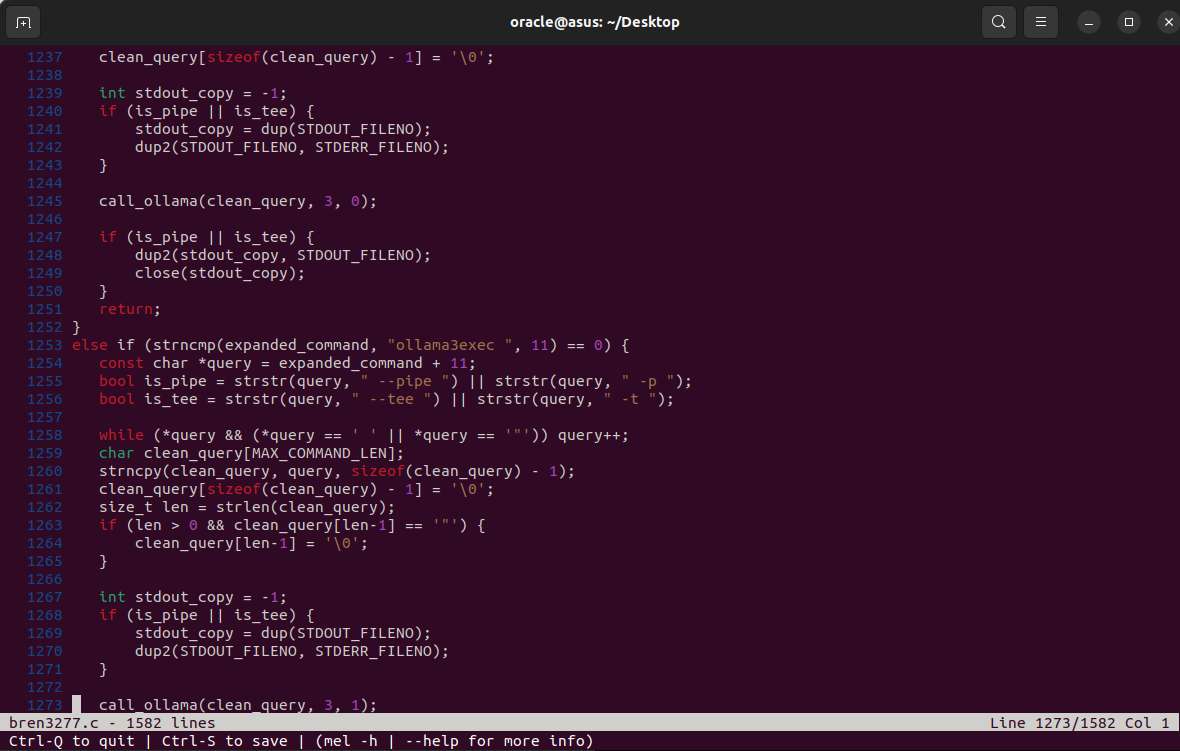 oracle@asus: ~/Desktop
1237    clean_query[sizeof(clean_query) - 1] = '\0';
1238
1239    int stdout_copy = -1;
1240    if (is_pipe || is_tee) {
1241        stdout_copy = dup(STDOUT_FILENO);
1242        dup2(STDOUT_FILENO, STDERR_FILENO);
1243    }
1244
1245    call_ollama(clean_query, 3, 0);
1246
1247    if (is_pipe || is_tee) {
1248        dup2(stdout_copy, STDOUT_FILENO);
1249        close(stdout_copy);
1250    }
1251    return;
1252 }
1253 else if (strncmp(expanded_command, "ollama3exec ", 11) == 0) {
1254    const char *query = expanded_command + 11;
1255    bool is_pipe = strstr(query, " --pipe ") || strstr(query, " -p ");
1256    bool is_tee = strstr(query, " --tee ") || strstr(query, " -t ");
1257
1258    while (*query && (*query == ' ' || *query == '"')) query++;
1259    char clean_query[MAX_COMMAND_LEN];
1260    strncpy(clean_query, query, sizeof(clean_query) - 1);
1261    clean_query[sizeof(clean_query) - 1] = '\0';
1262    size_t len = strlen(clean_query);
1263    if (len > 0 && clean_query[len-1] == '"') {
1264        clean_query[len-1] = '\0';
1265    }
1266
1267    int stdout_copy = -1;
1268    if (is_pipe || is_tee) {
1269        stdout_copy = dup(STDOUT_FILENO);
1270        dup2(STDOUT_FILENO, STDERR_FILENO);
1271    }
1272
1273    call_ollama(clean_query, 3, 1);
bren3277.c - 1582 lines Line 1273/1582 Col 1
Ctrl-Q to quit | Ctrl-S to save | (mel -h | --help for more info)